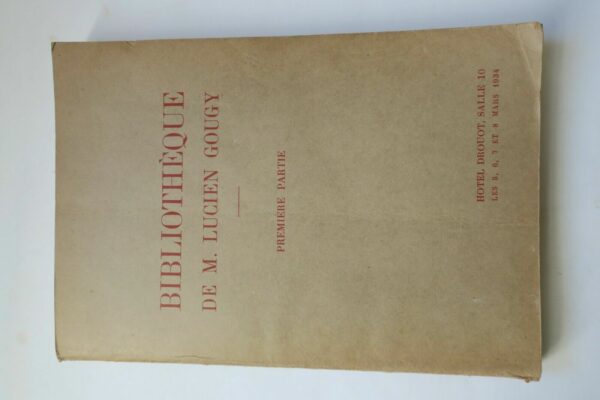 BIBLIOTHÈQUE
DE M. LUCIEN GOUGY
PREMIÈRE PARTIE
HOTEL DROUOT, SALLE 10
LES 5, 6, 7 ET 8 MARS 1934